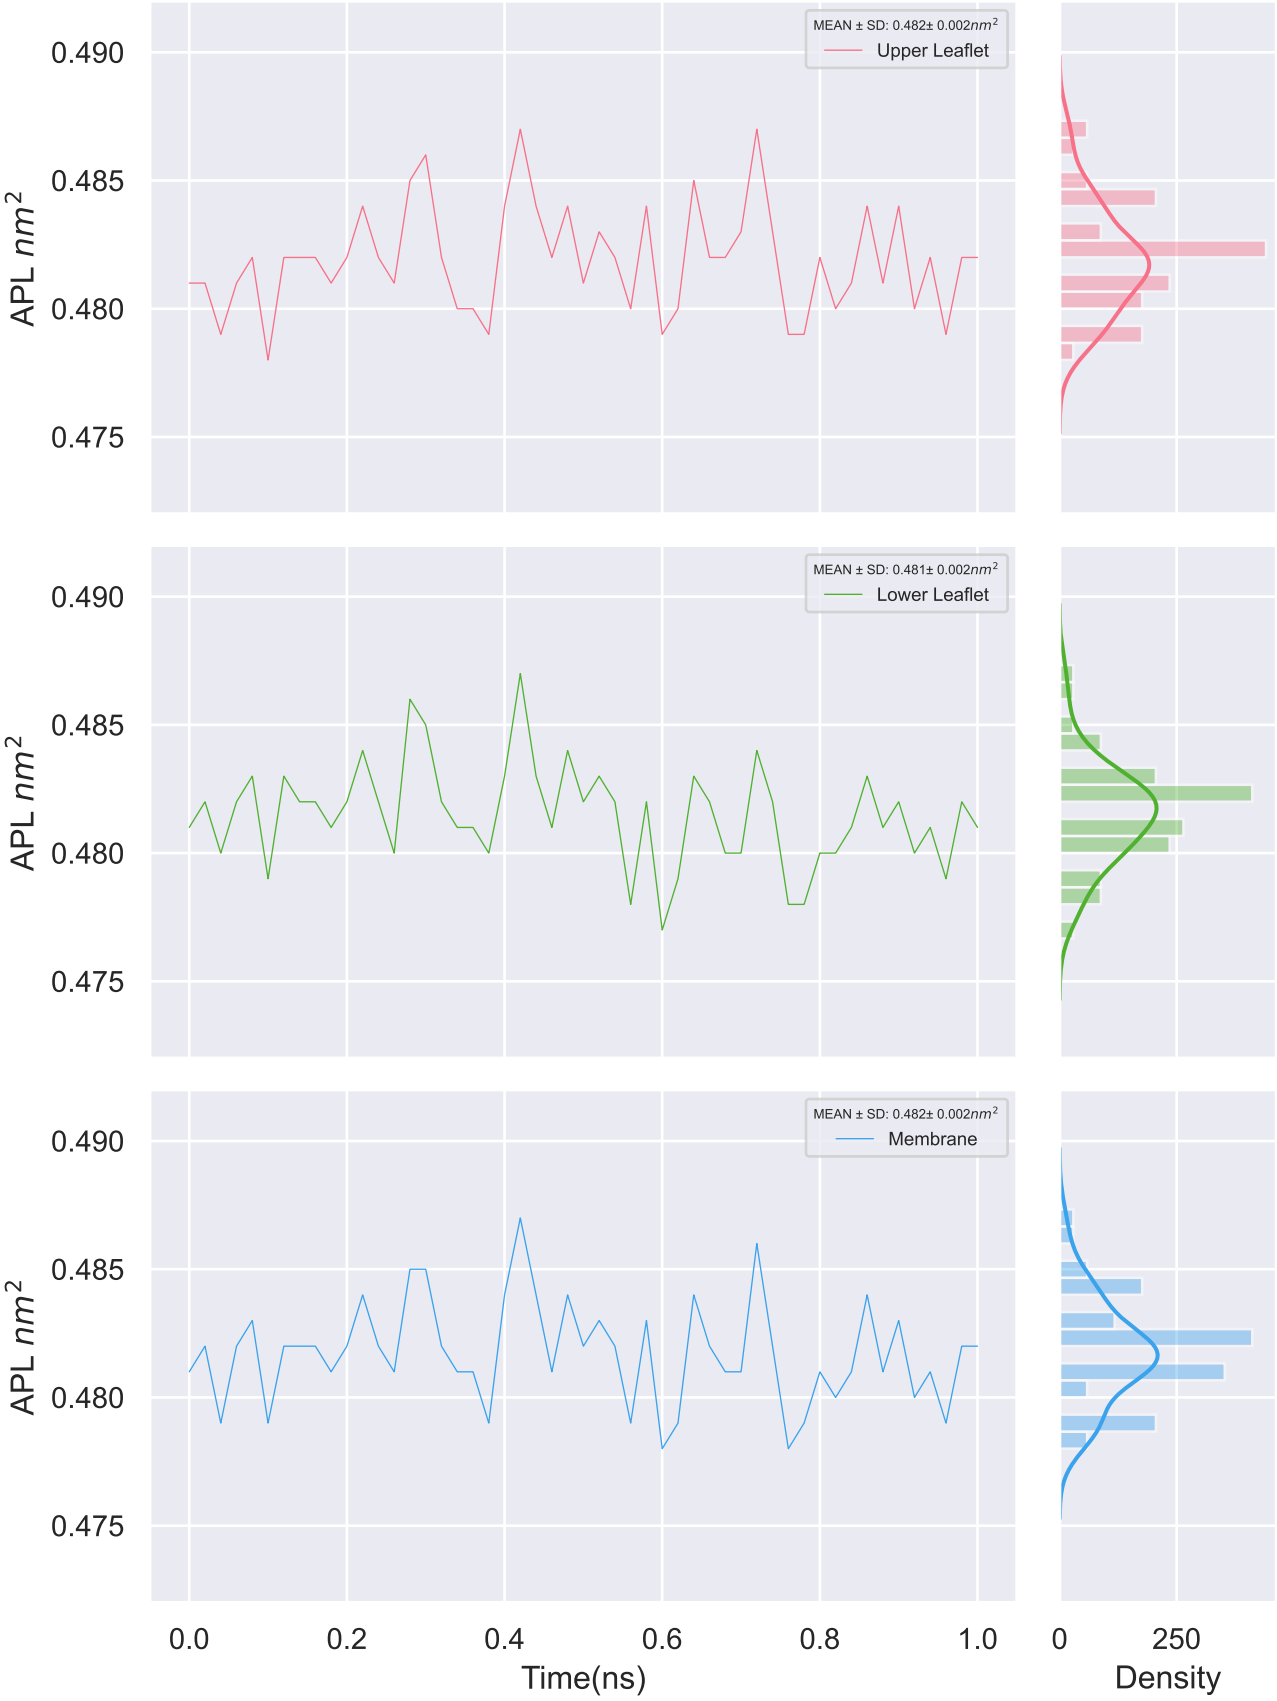 MEAN ± SD: 0.482± 0.002nm²
Upper Leaflet
0.490
0.485
0.480
0.475
APL nm²
MEAN ± SD: 0.481± 0.002nm²
Lower Leaflet
0.490
0.485
0.480
0.475
APL nm²
MEAN ± SD: 0.482± 0.002nm²
Membrane
0.490
0.485
0.480
0.475
APL nm²
0.0 0.2 0.4 0.6 0.8 1.0 0 250
Time(ns) Density